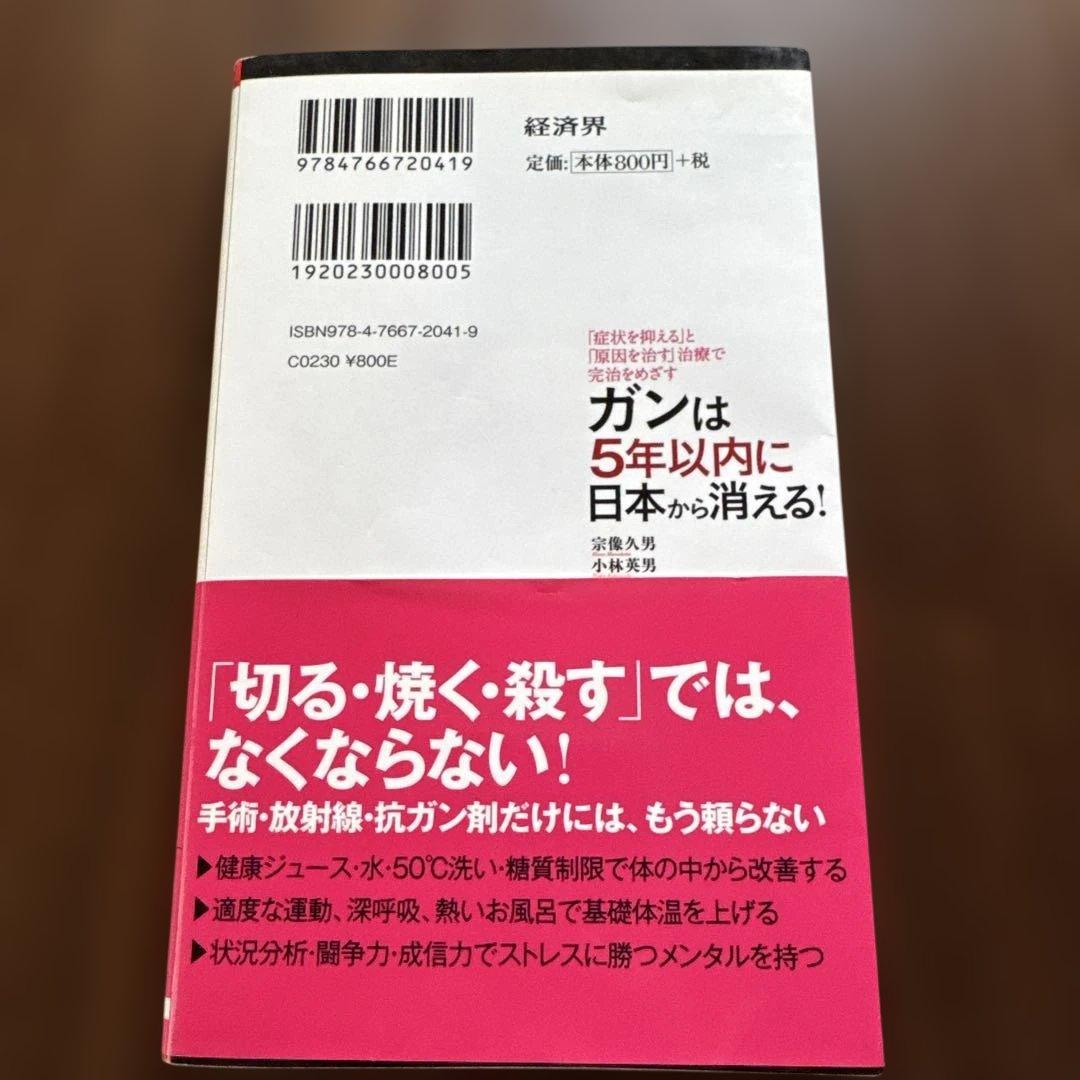 9784766720419
経済界
定価:本体800円+税
1920230008005
ISBN978-4-7667-2041-9
C0230 ¥800E
「症状を抑える」と
「原因を治す」治療で
完治をめざす
ガンは
5年以内に
日本から消える!
宗像久男
小林英男
「切る・焼く・殺す」では、
なくならない!
手術・放射線・抗ガン剤だけには、もう頼らない
▶健康ジュース・水・50℃洗い・糖質制限で体の中から改善する
▶適度な運動、深呼吸、熱いお風呂で基礎体温を上げる
▶状況分析・闘争力・成信力でストレスに勝つメンタルを持つ